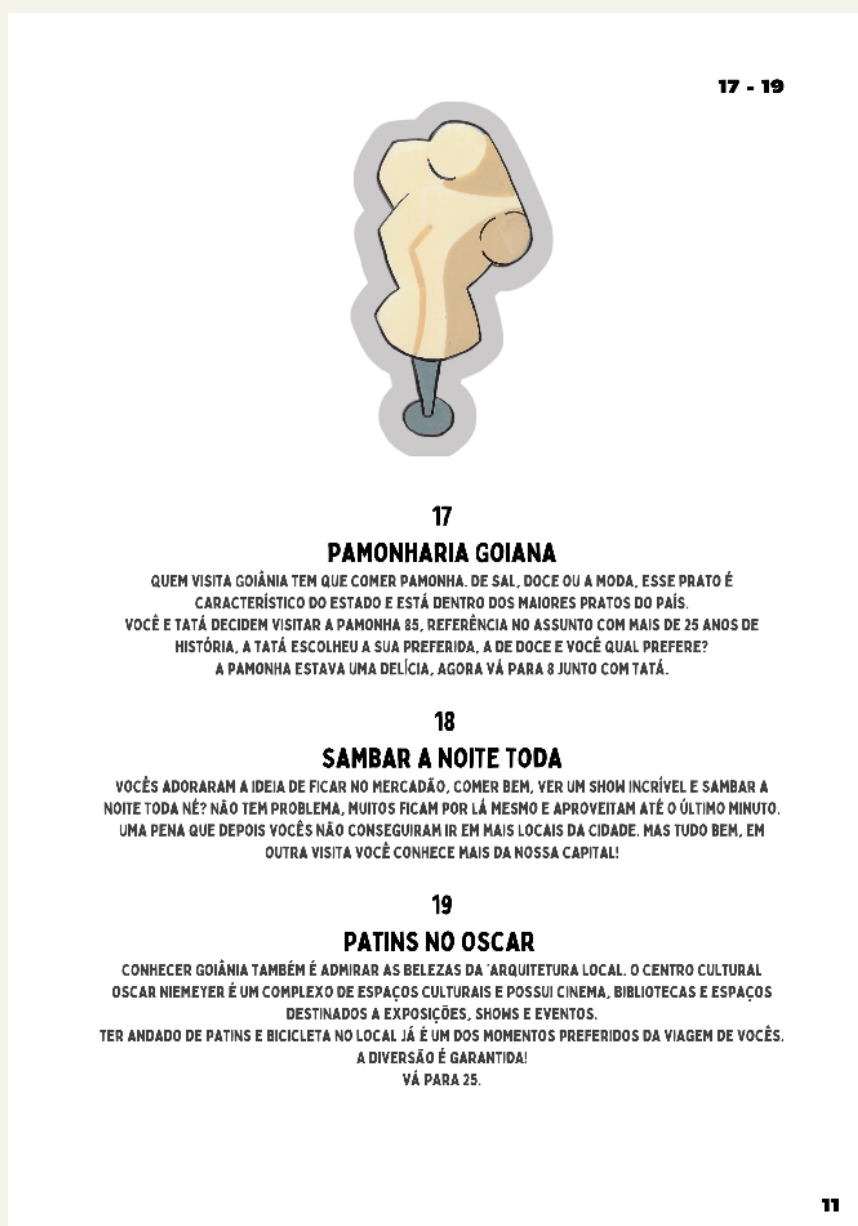 17 - 19
17
PAMONHARIA GOIANA
QUEM VISITA GOIÂNIA TEM QUE COMER PAMONHA. DE SAL, DOCE OU A MODA, ESSE PRATO É
CARACTERÍSTICO DO ESTADO E ESTÁ DENTRO DOS MAIORES PRATOS DO PAÍS.
VOCÊ E TATÁ DECIDEM VISITAR A PAMONHA 85, REFERÊNCIA NO ASSUNTO COM MAIS DE 25 ANOS DE
HISTÓRIA, A TATÁ ESCOLHEU A SUA PREFERIDA, A DE DOCE E VOCÊ QUAL PREFERE?
A PAMONHA ESTAVA UMA DELÍCIA, AGORA VÁ PARA 8 JUNTO COM TATÁ.
18
SAMBAR A NOITE TODA
VOCÊS ADORARAM A IDEIA DE FICAR NO MERCADÃO, COMER BEM, VER UM SHOW INCRÍVEL E SAMBAR A
NOITE TODA NÉ? NÃO TEM PROBLEMA, MUITOS FICAM POR LÁ MESMO E APROVEITAM ATÉ O ÚLTIMO MINUTO.
UMA PENA QUE DEPOIS VOCÊS NÃO CONSEGUIRAM IR EM MAIS LOCAIS DA CIDADE. MAS TUDO BEM, EM
OUTRA VISITA VOCÊ CONHECE MAIS DA NOSSA CAPITAL!
19
PATINS NO OSCAR
CONHECER GOIÂNIA TAMBÉM É ADMIRAR AS BELEZAS DA ´ARQUITETURA LOCAL. O CENTRO CULTURAL
OSCAR NIEMEYER É UM COMPLEXO DE ESPAÇOS CULTURAIS E POSSUI CINEMA, BIBLIOTECAS E ESPAÇOS
DESTINADOS A EXPOSIÇÕES, SHOWS E EVENTOS.
TER ANDADO DE PATINS E BICICLETA NO LOCAL JÁ É UM DOS MOMENTOS PREFERIDOS DA VIAGEM DE VOCÊS.
A DIVERSÃO É GARANTIDA!
VÁ PARA 25.
11